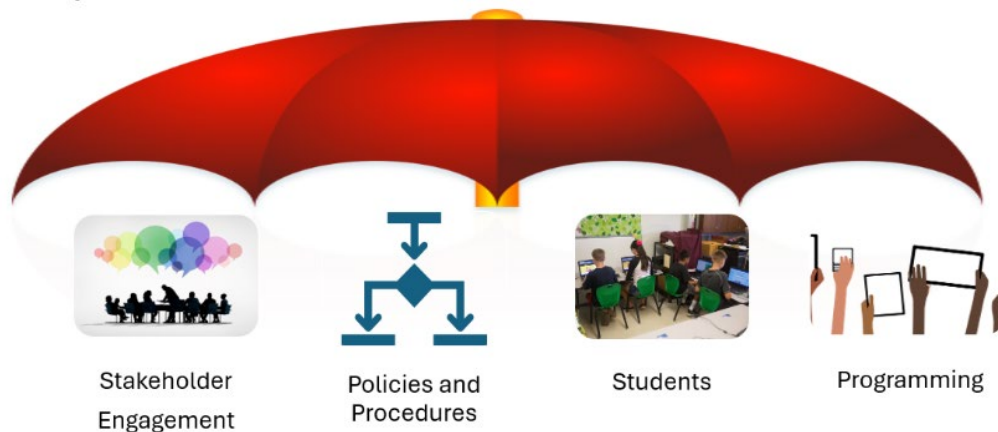 Stakeholder
Engagement
Policies and
Procedures
Students
Programming